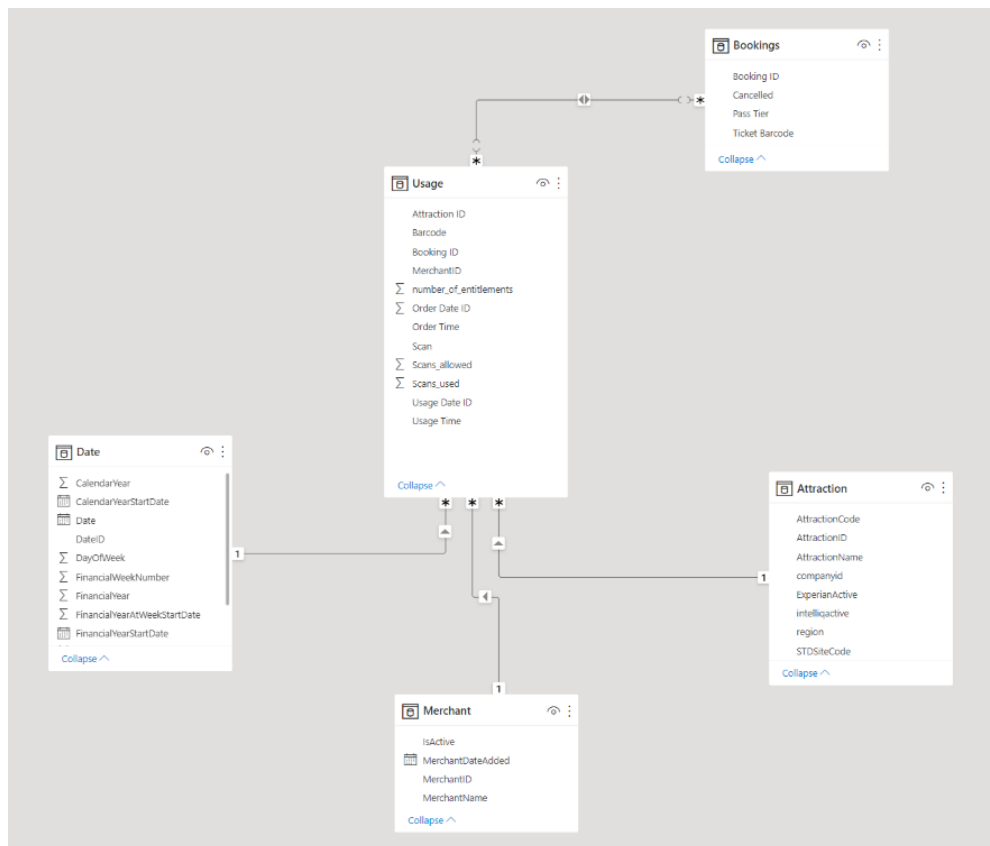 Bookings
Booking ID
Cancelled
Pass Tier
Ticket Barcode
Collapse
*
*
Usage
Attraction ID
Barcode
Booking ID
MerchantID
Σ number_of_entitlements
Σ Order Date ID
Order Time
Scan
Σ Scans_allowed
Σ Scans_used
Usage Date ID
Usage Time
Collapse
* * *
Date
Σ CalendarYear
CalendarYearStartDate
Date
DateID
Σ DayOfWeek
Σ FinancialWeekNumber
Σ FinancialYear
Σ FinancialYearAtWeekStartDate
FinancialYearStartDate
Collapse
1
Attraction
AttractionCode
AttractionID
AttractionName
companyid
ExperianActive
intelliqactive
region
STDSiteCode
Collapse
1
1
Merchant
IsActive
MerchantDateAdded
MerchantID
MerchantName
Collapse